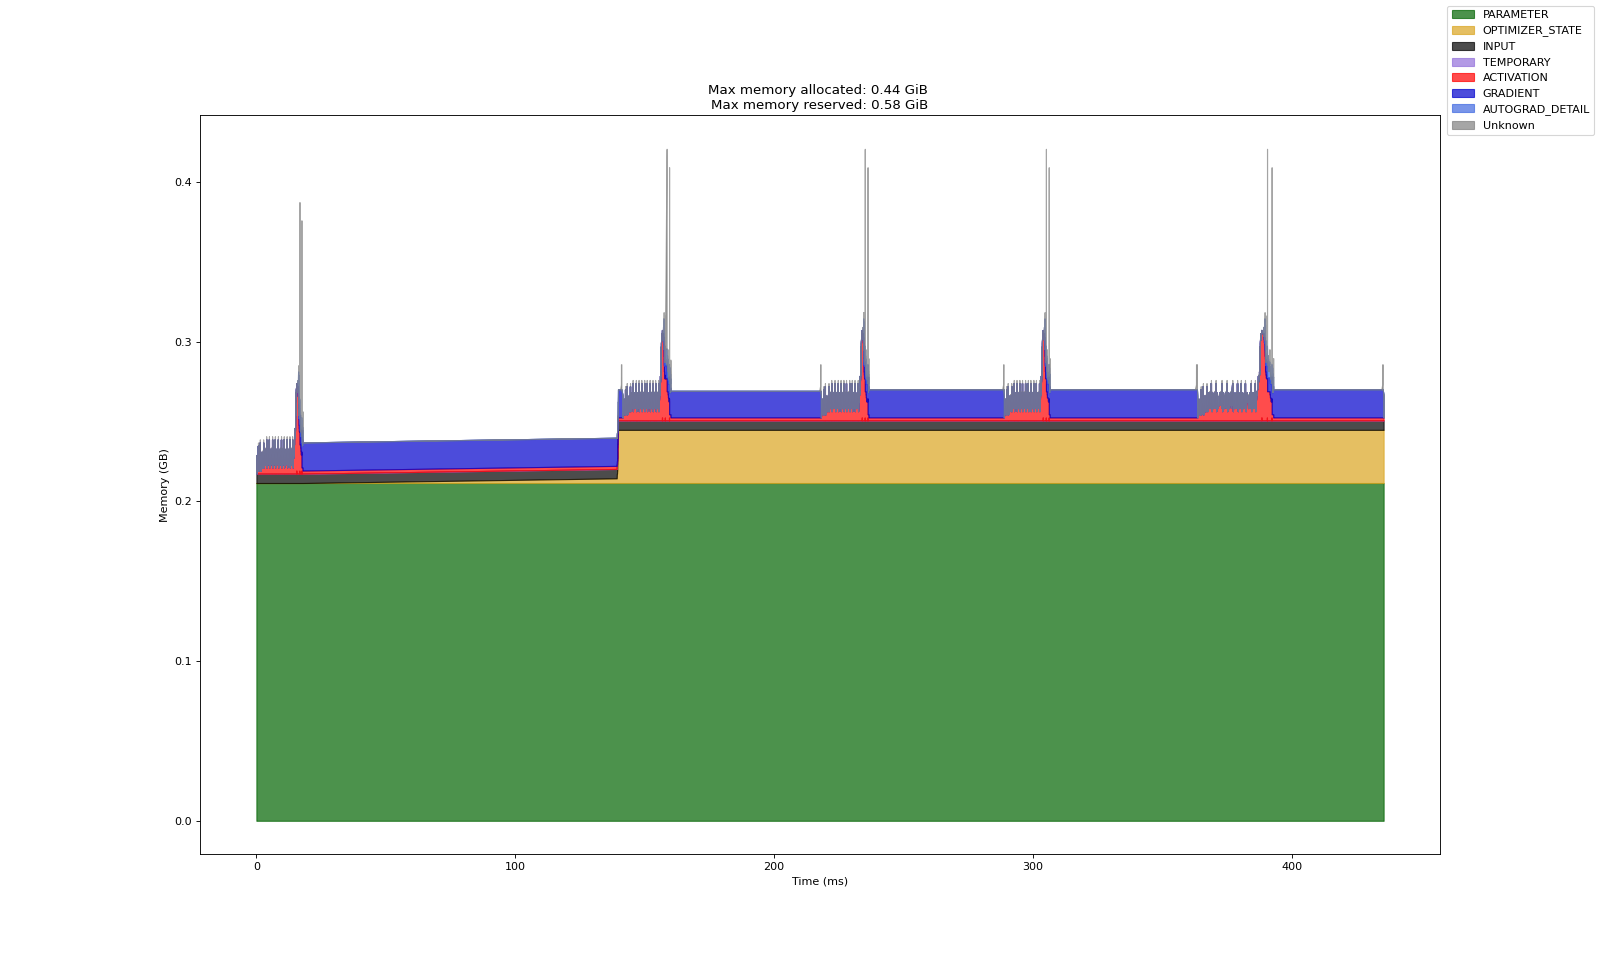 PARAMETER
OPTIMIZER_STATE
INPUT
TEMPORARY
ACTIVATION
GRADIENT
AUTOGRAD_DETAIL
Unknown
Max memory allocated: 0.44 GiB
Max memory reserved: 0.58 GiB
0.4
0.3
0.2
0.1
0.0
Memory (GB)
0 100 200 300 400
Time (ms)